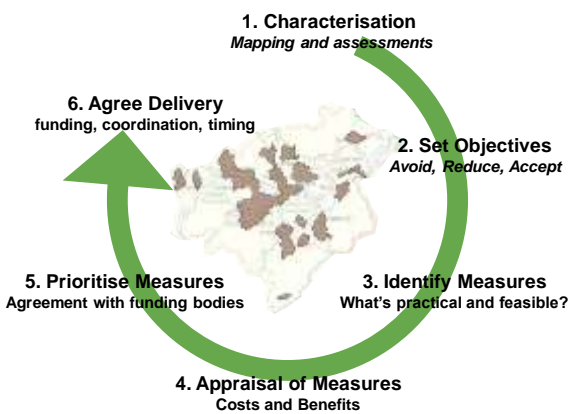 1. Characterisation
Mapping and assessments
2. Set Objectives
Avoid, Reduce, Accept
3. Identify Measures
What's practical and feasible?
4. Appraisal of Measures
Costs and Benefits
5. Prioritise Measures
Agreement with funding bodies
6. Agree Delivery
funding, coordination, timing